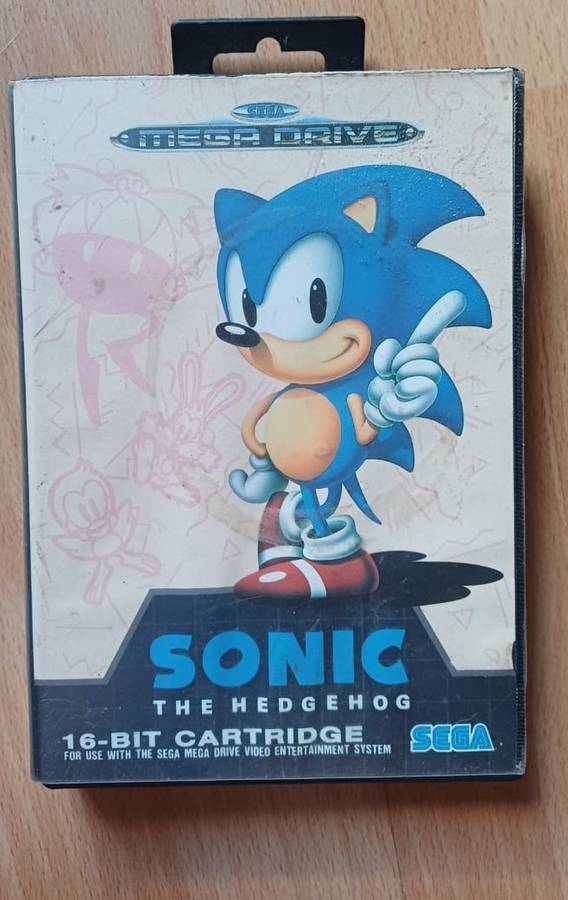 SEGA
MEGA DRIVE
SONIC
THE HEDGEHOG
16-BIT CARTRIDGE
FOR USE WITH THE SEGA MEGA DRIVE VIDEO ENTERTAINMENT SYSTEM
SEGA